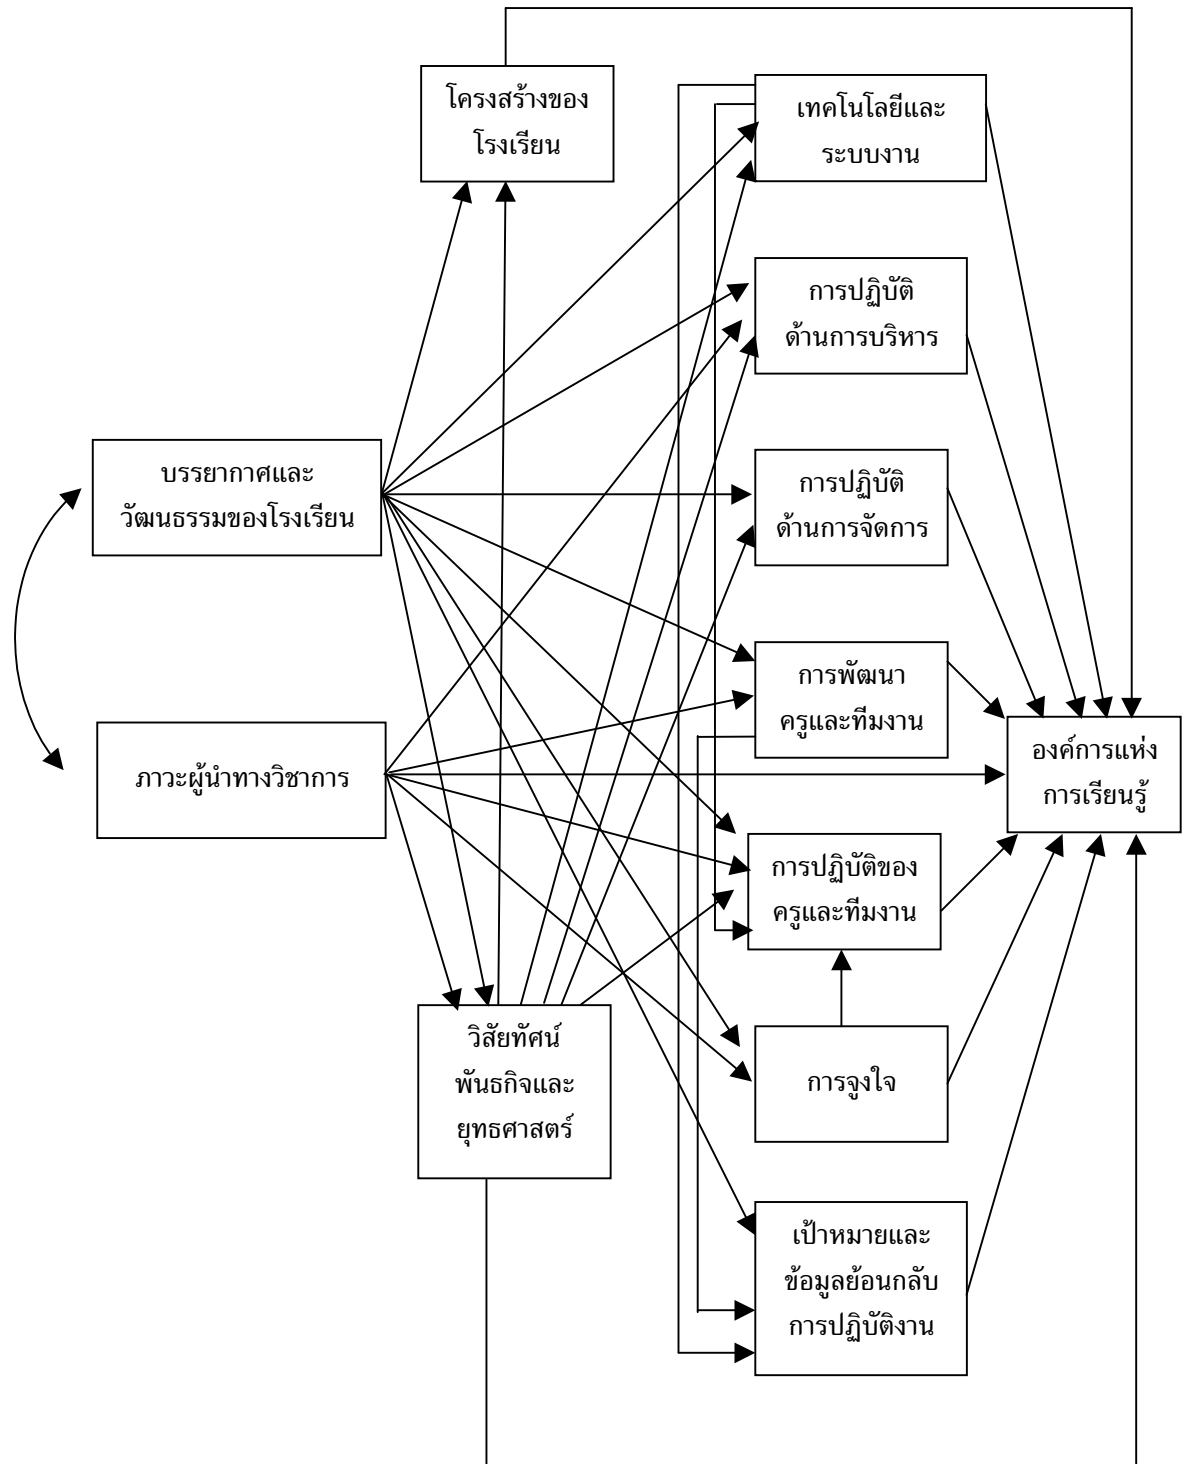 โครงสร้างของ
โรงเรียน
เทคโนโลยีและ
ระบบงาน
การปฏิบัติ
ด้านการบริหาร
บรรยากาศและ
วัฒนธรรมของโรงเรียน
การปฏิบัติ
ด้านการจัดการ
การพัฒนา
ครูและทีมงาน
ภาวะผู้นำทางวิชาการ
องค์การแห่ง
การเรียนรู้
การปฏิบัติของ
ครูและทีมงาน
วิสัยทัศน์
พันธกิจและ
ยุทธศาสตร์
การจูงใจ
เป้าหมายและ
ข้อมูลย้อนกลับ
การปฏิบัติงาน